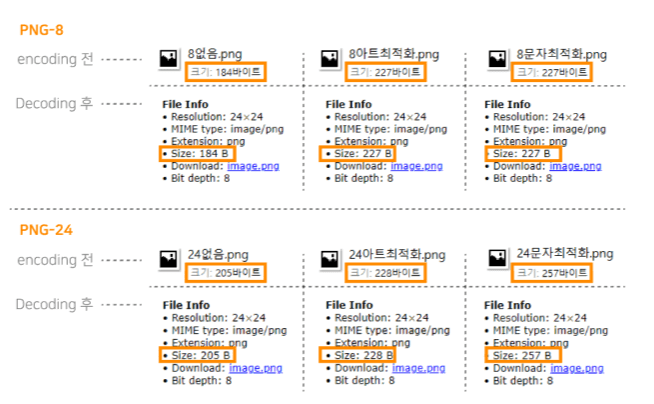 PNG-8
encoding 전
8없음.png
크기: 184바이트
8아트최적화.png
크기: 227바이트
8문자최적화.png
크기: 227바이트
Decoding 후
File Info
• Resolution: 24×24
• MIME type: image/png
• Extension: png
• Size: 184 B
• Download: image.png
• Bit depth: 8
File Info
• Resolution: 24×24
• MIME type: image/png
• Extension: png
• Size: 227 B
• Download: image.png
• Bit depth: 8
File Info
• Resolution: 24×24
• MIME type: image/png
• Extension: png
• Size: 227 B
• Download: image.png
• Bit depth: 8
PNG-24
encoding 전
24없음.png
크기: 205바이트
24아트최적화.png
크기: 228바이트
24문자최적화.png
크기: 257바이트
Decoding 후
File Info
• Resolution: 24×24
• MIME type: image/png
• Extension: png
• Size: 205 B
• Download: image.png
• Bit depth: 8
File Info
• Resolution: 24×24
• MIME type: image/png
• Extension: png
• Size: 228 B
• Download: image.png
• Bit depth: 8
File Info
• Resolution: 24×24
• MIME type: image/png
• Extension: png
• Size: 257 B
• Download: image.png
• Bit depth: 8